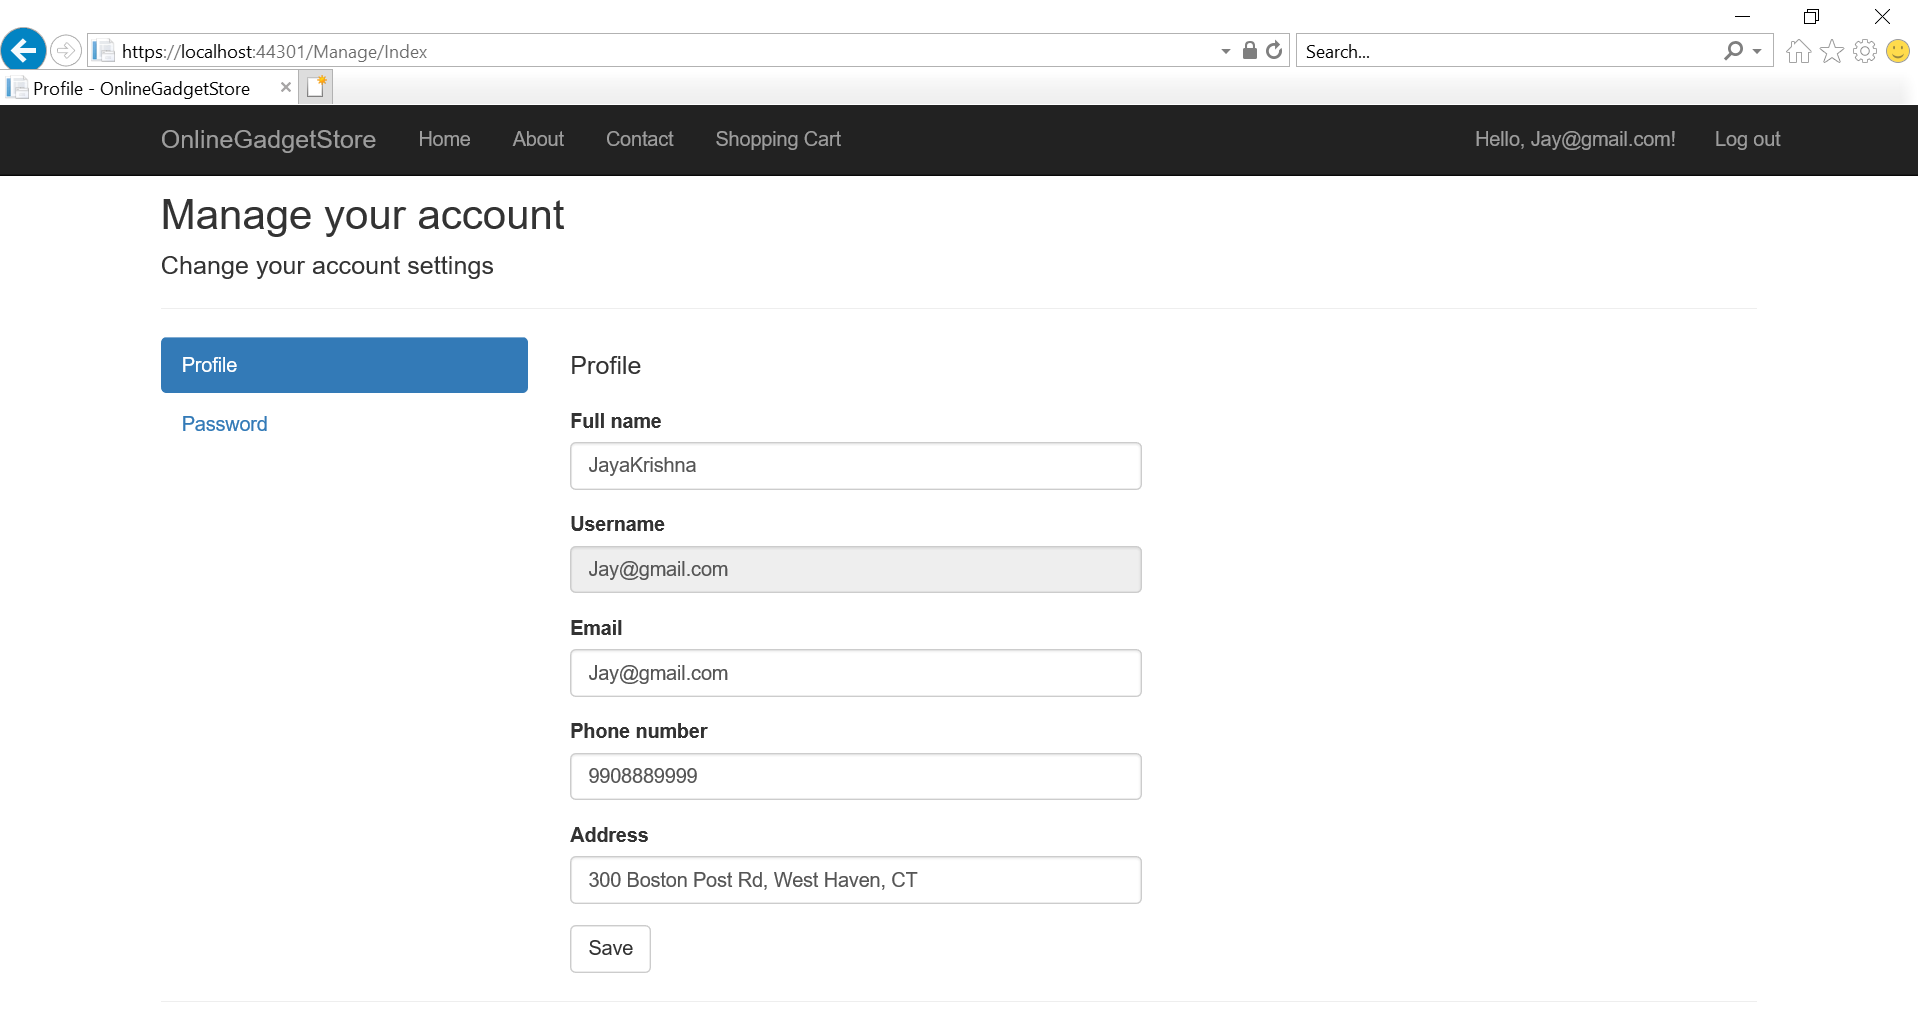 https://localhost:44301/Manage/Index
Search...
Profile - OnlineGadgetStore
OnlineGadgetStore Home About Contact Shopping Cart Hello, Jay@gmail.com! Log out
Manage your account
Change your account settings
Profile
Password
Profile
Full name
JayaKrishna
Username
Jay@gmail.com
Email
Jay@gmail.com
Phone number
9908889999
Address
300 Boston Post Rd, West Haven, CT
Save